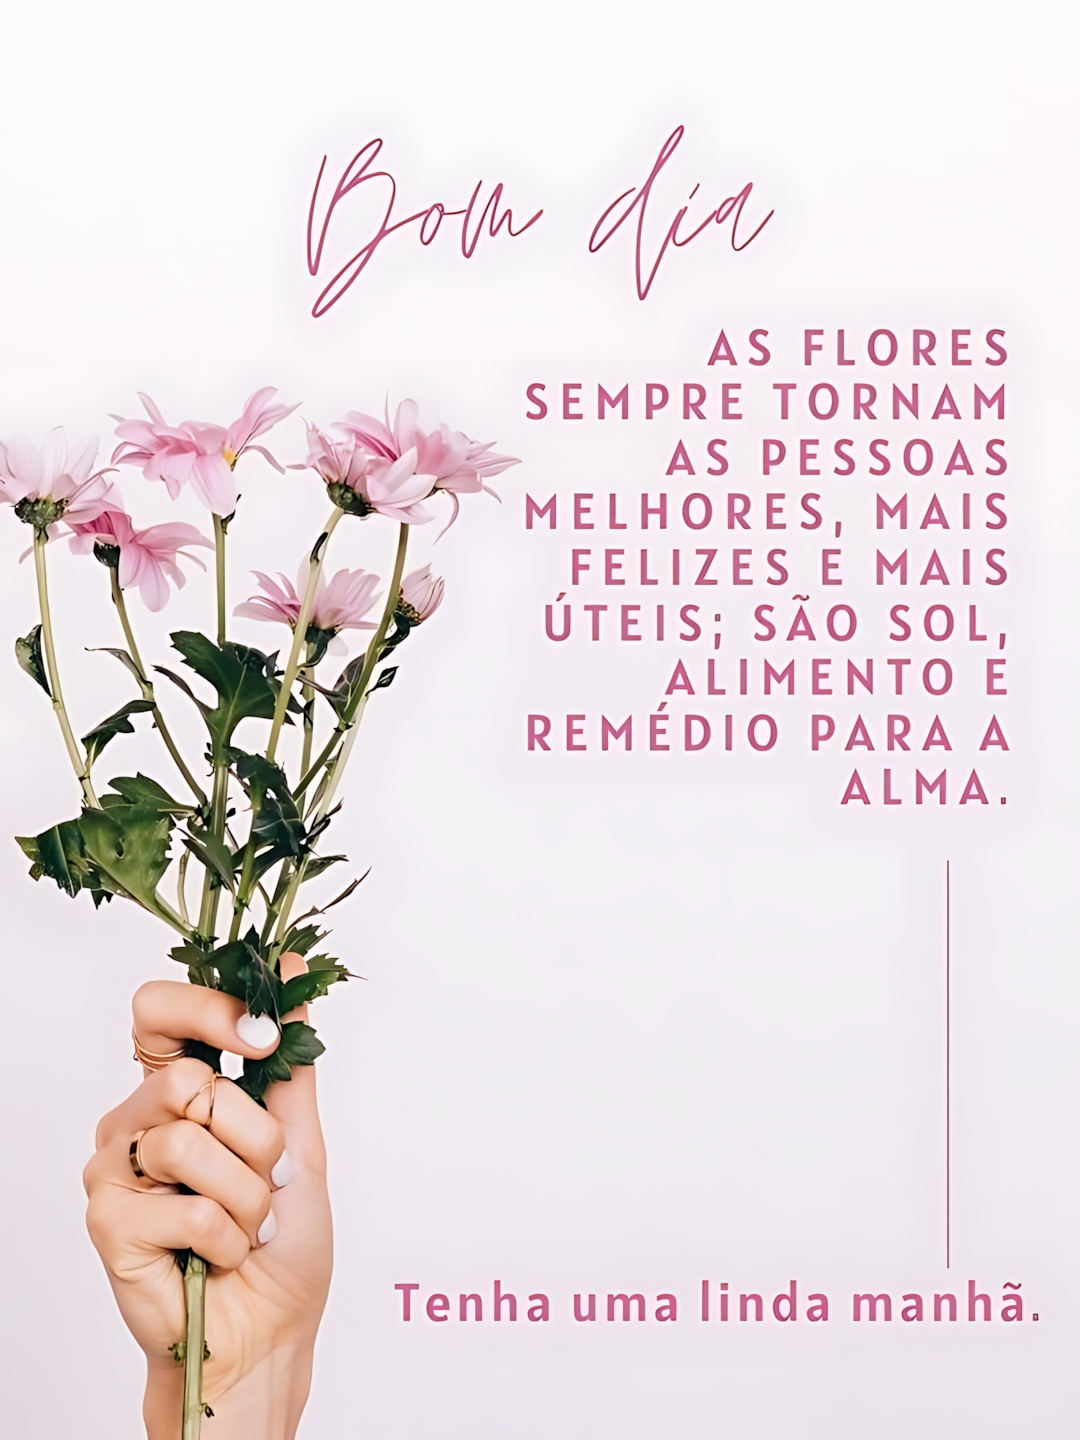 Bom dia
AS FLORES
SEMPRE TORNAM
AS PESSOAS
MELHORES, MAIS
FELIZES E MAIS
ÚTEIS; SÃO SOL,
ALIMENTO E
REMÉDIO PARA A
ALMA.
Tenha uma linda manhã.